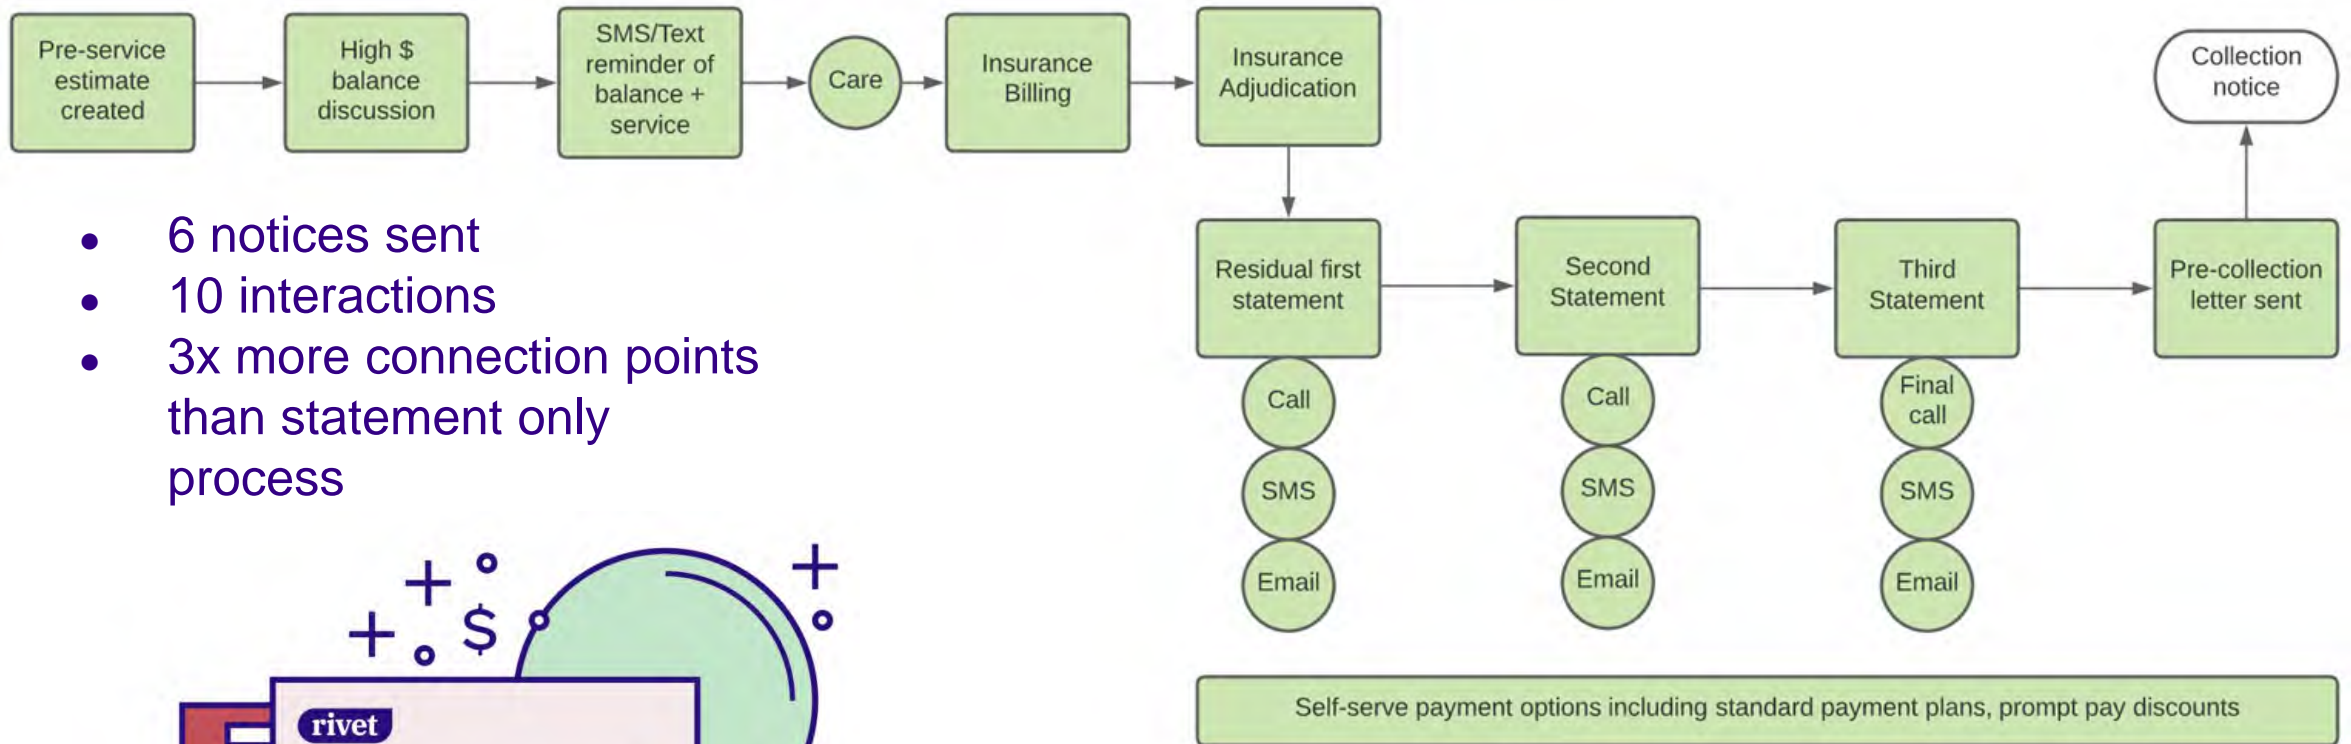 Pre-service
estimate
created
High $
balance
discussion
SMS/Text
reminder of
balance +
service
Care
Insurance
Billing
Insurance
Adjudication
Collection
notice
• 6 notices sent
• 10 interactions
• 3x more connection points
than statement only
process
Residual first
statement
Second
Statement
Third
Statement
Pre-collection
letter sent
Call
SMS
Email
Call
SMS
Email
Final
call
SMS
Email
$
rivet
Self-serve payment options including standard payment plans, prompt pay discounts